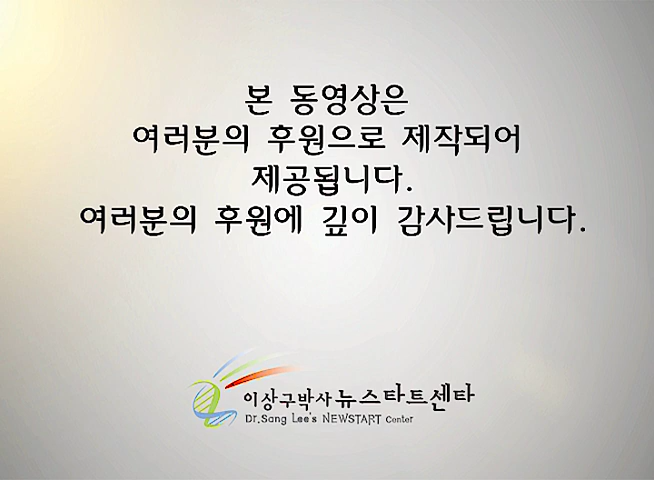 본 동영상은
여러분의 후원으로 제작되어
제공됩니다.
여러분의 후원에 깊이 감사드립니다.
이상구박사 뉴스타트센타
Dr.Sang Lee's NEWSTART Center